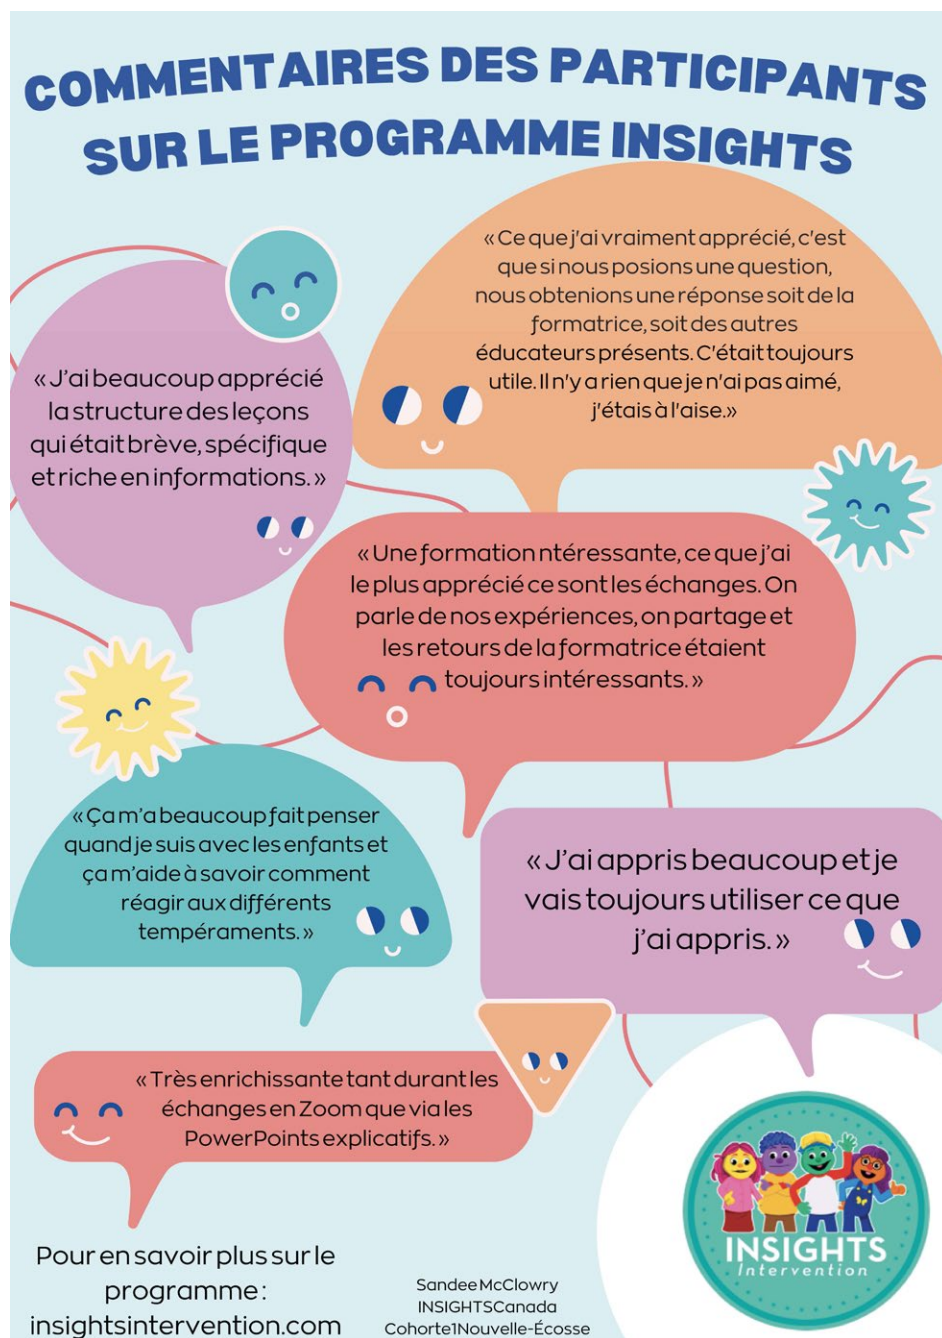 COMMENTAIRES DES PARTICIPANTS
SUR LE PROGRAMME INSIGHTS
« J'ai beaucoup apprécié
la structure des leçons
qui était brève, spécifique
et riche en informations. »
« Ce que j'ai vraiment apprécié, c'est
que si nous posions une question,
nous obtenions une réponse soit de la
formatrice, soit des autres
éducateurs présents. C'était toujours
utile. Il n'y a rien que je n'ai pas aimé,
j'étais à l'aise.»
« Une formation ntéressante, ce que j'ai
le plus apprécié ce sont les échanges. On
parle de nos expériences, on partage et
les retours de la formatrice étaient
toujours intéressants. »
« Ça m'a beaucoup fait penser
quand je suis avec les enfants et
ça m'aide à savoir comment
réagir aux différents
tempéraments. »
« J'ai appris beaucoup et je
vais toujours utiliser ce que
j'ai appris. »
« Très enrichissante tant durant les
échanges en Zoom que via les
PowerPoints explicatifs. »
Pour en savoir plus sur le
programme:
insightsintervention.com
Sandee McClowry
INSIGHTS Canada
Cohorte 1 Nouvelle-Écosse
INSIGHTS
Intervention